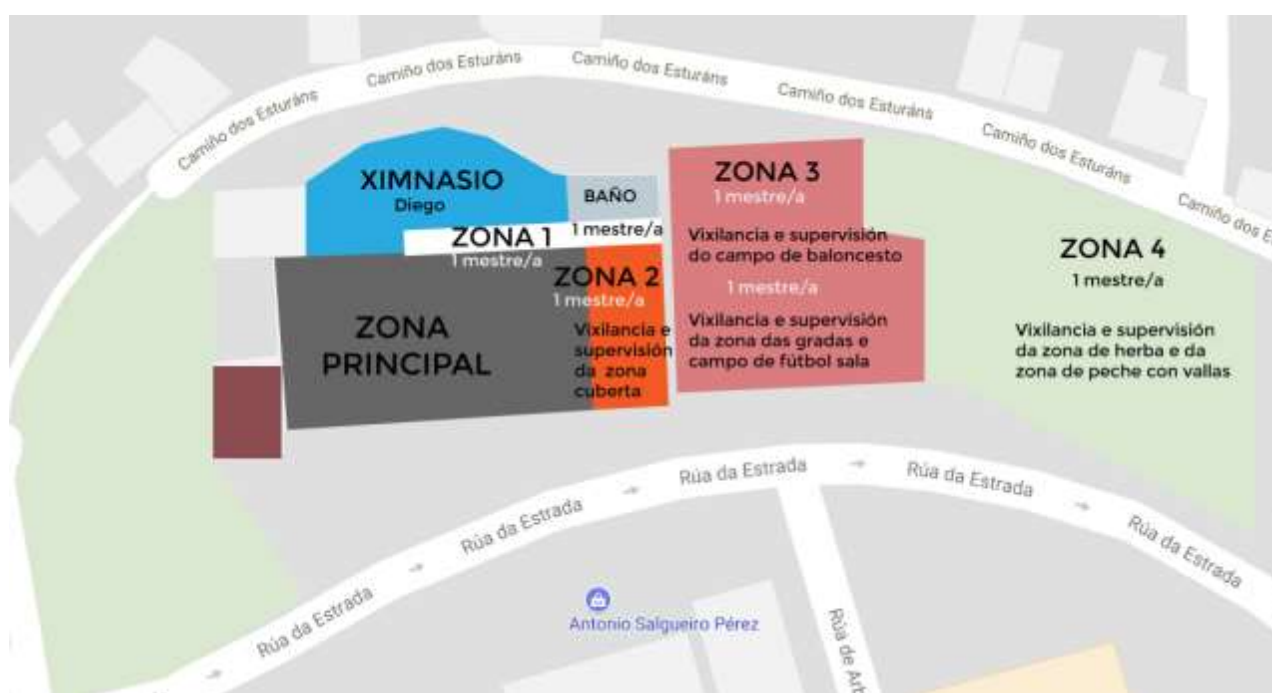 Camiño dos Esturáns
Camiño dos Esturáns
Camiño dos Esturáns
Camiño dos Esturáns
Camiño dos Esturáns
Camiño dos Es
XIMNASIO
Diego
BAÑO
1 mestre/a
ZONA 1
1 mestre/a
ZONA 2
1 mestre/a
Vixilancia e
supervisión
da zona
cuberta
ZONA
PRINCIPAL
ZONA 3
1 mestre/a
Vixilancia e supervisión
do campo de baloncesto
1 mestre/a
Vixilancia e supervisión
da zona das gradas e
campo de fútbol sala
ZONA 4
1 mestre/a
Vixilancia e supervisión
da zona de herba e da
zona de peche con vallas
Rúa da Estrada
Rúa da Estrada
Rúa da Estrada
Rúa da Estrada
Rúa da Estrada
Antonio Salgueiro Pérez
Rúa de Arb